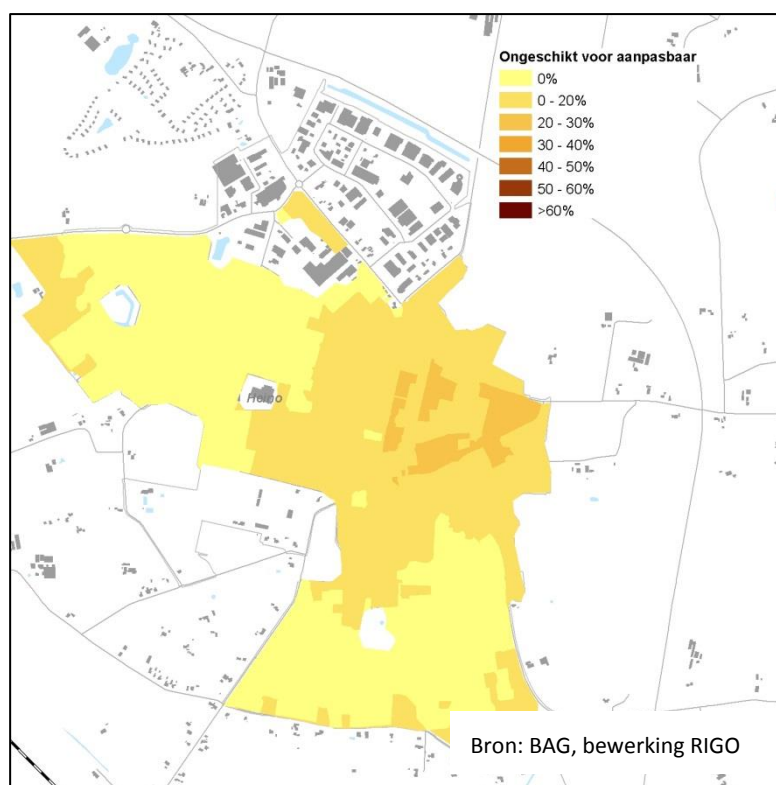 Ongeschikt voor aanpasbaar
0%
0 - 20%
20 - 30%
30 - 40%
40 - 50%
50 - 60%
>60%
Heino
Bron: BAG, bewerking RIGO